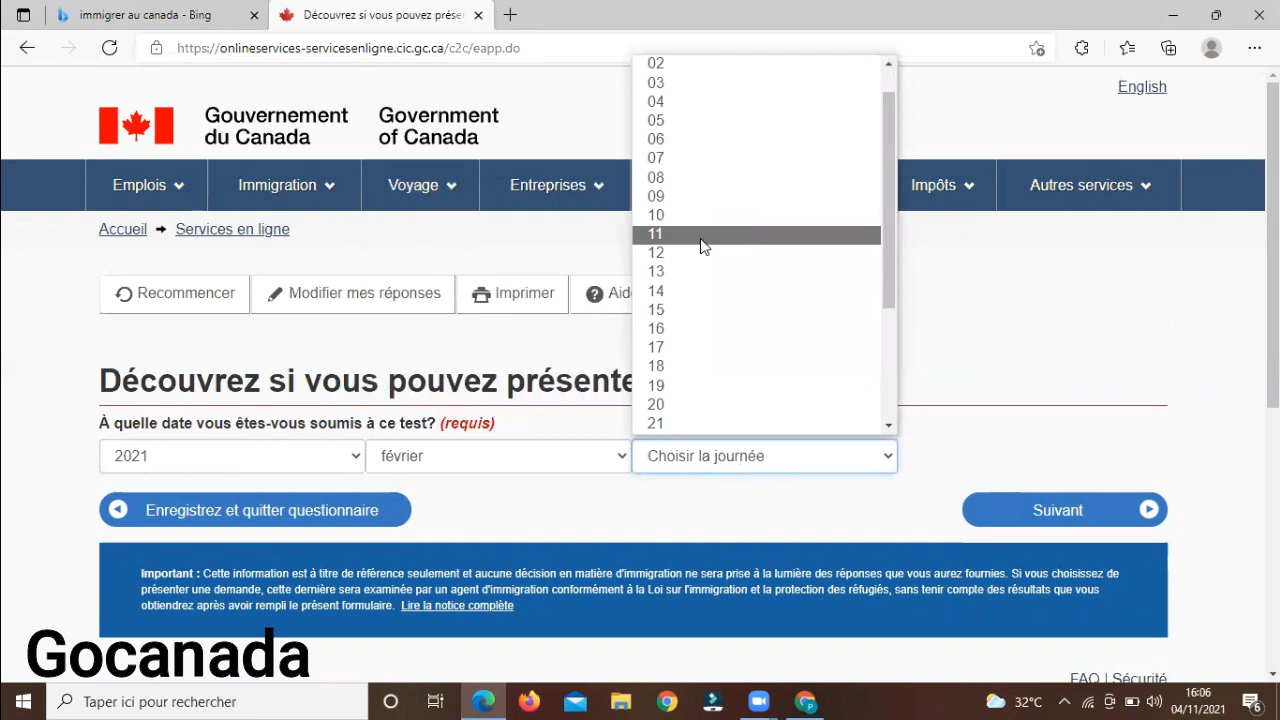 immigrer au canada - Bing
Découvrez si vous pouvez présen
https://onlineservices-servicesenligne.cic.gc.ca/c2c/eapp.do
English
Gouvernement du Canada
Government of Canada
Emplois
Immigration
Voyage
Entreprises
Impôts
Autres services
Accueil
Services en ligne
Recommencer
Modifier mes réponses
Imprimer
Aid
Découvrez si vous pouvez présente
À quelle date vous êtes-vous soumis à ce test? (requis)
2021
février
Choisir la journée
02
03
04
05
06
07
08
09
10
11
12
13
14
15
16
17
18
19
20
21
Enregistrez et quitter questionnaire
Suivant
Important : Cette information est à titre de référence seulement et aucune décision en matière d'immigration ne sera prise à la lumière des réponses que vous aurez fournies. Si vous choisissez de
présenter une demande, cette dernière sera examinée par un agent d'immigration conformément à la Loi sur l'immigration et la protection des réfugiés, sans tenir compte des résultats que vous
obtiendrez après avoir rempli le présent formulaire. Lire la notice complète
Gocanada
FAQ | Sécurité
Taper ici pour rechercher
32°C
16:06
04/11/2021
6